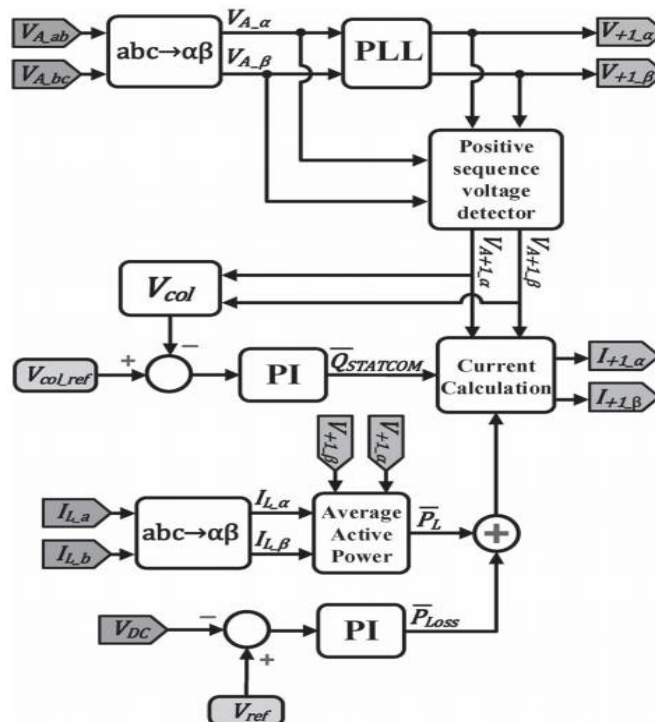 V_A_ab
V_A_bc
abc→αβ
V_A_α
V_A_β
PLL
V_+1_α
V_+1_β
Positive
sequence
voltage
detector
V_A+1_α
V_A+1_β
V_col
−
+
V_col_ref
PI
Q̅_STATCOM
Current
Calculation
I_+1_α
I_+1_β
V_+1_β
V_+1_α
I_L_a
I_L_b
abc→αβ
I_L_α
I_L_β
Average
Active
Power
P̅_L
+
V_DC
−
+
PI
P̅_Loss
V_ref